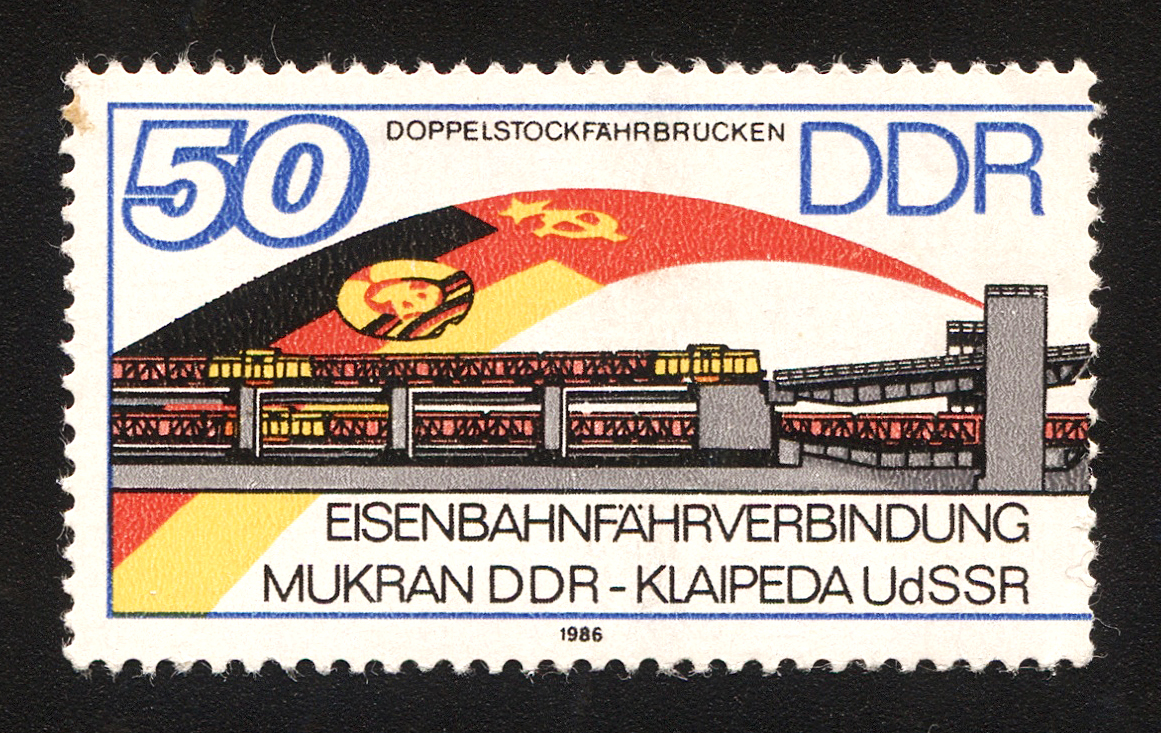 50
DOPPELSTOCKFÄHRBRÜCKEN
DDR
EISENBAHNFÄHRVERBINDUNG
MUKRAN DDR - KLAIPEDA UdSSR
1986